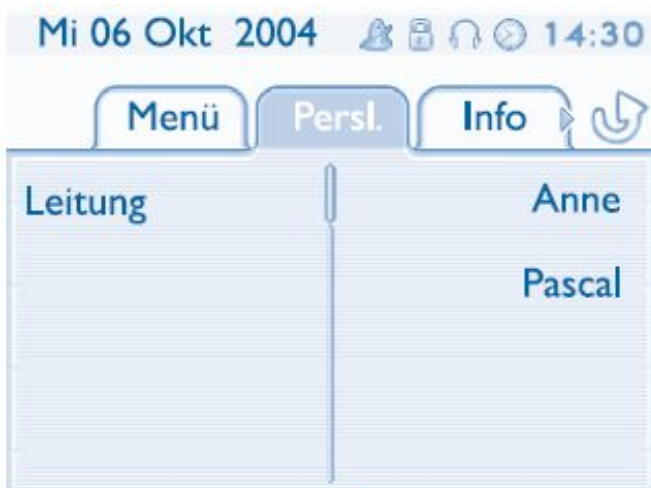 Mi 06 Okt 2004 14:30
Menü Persl. Info
Leitung Anne
Pascal